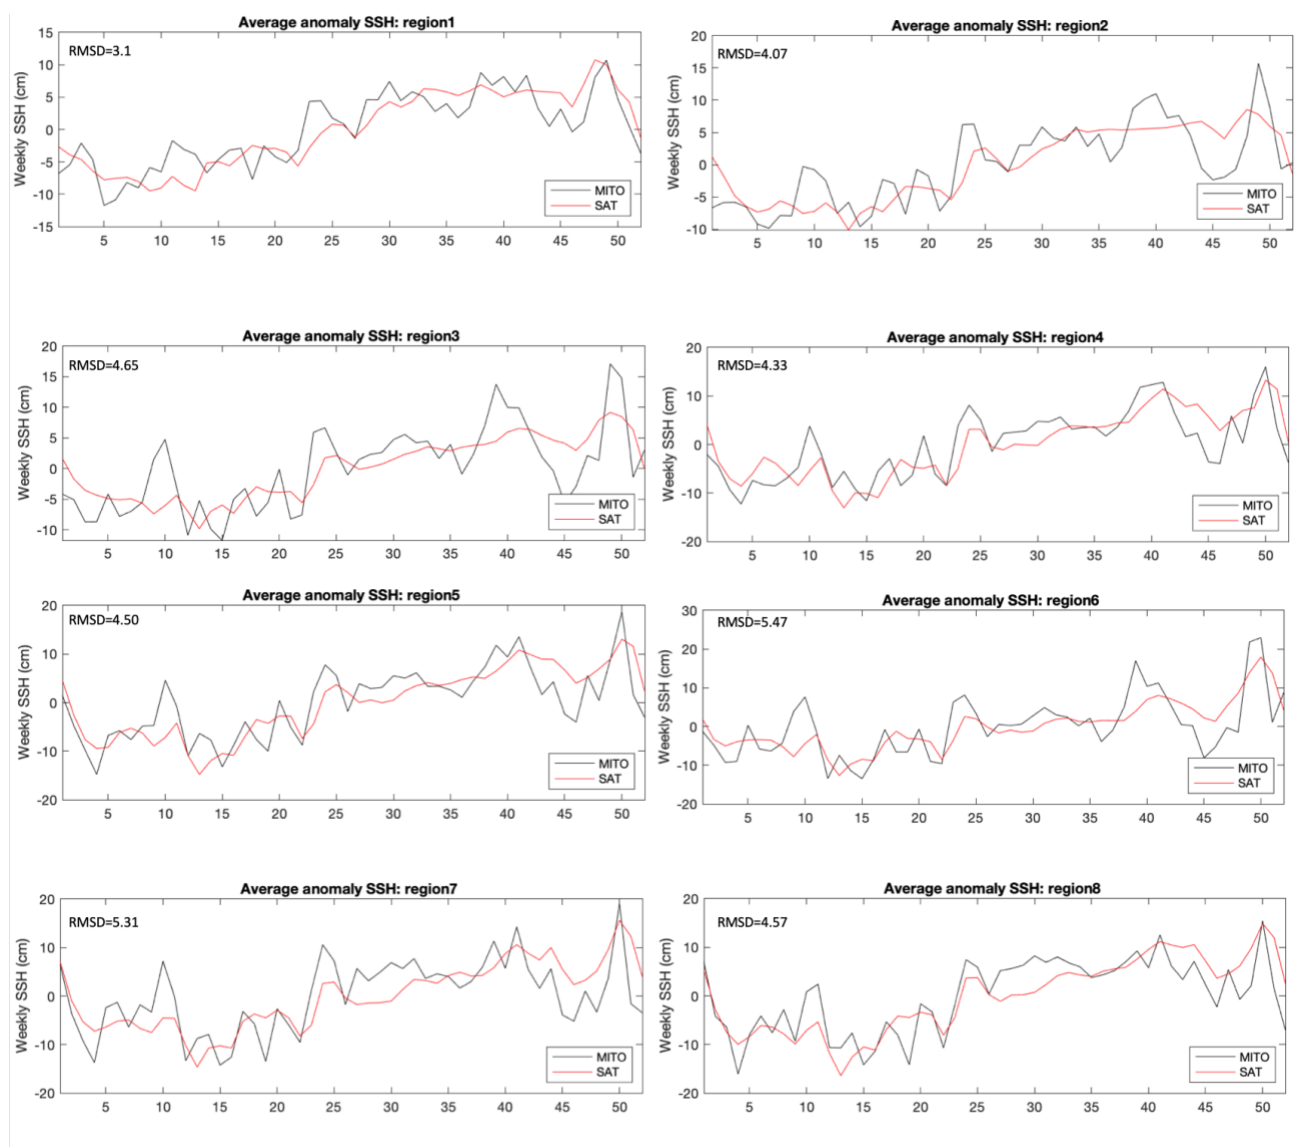 Average anomaly SSH: region1
RMSD=3.1
Weekly SSH (cm)
15
10
5
0
-5
-10
-15
5 10 15 20 25 30 35 40 45 50
MITO
SAT
Average anomaly SSH: region2
RMSD=4.07
Weekly SSH (cm)
20
15
10
5
0
-5
-10
5 10 15 20 25 30 35 40 45 50
MITO
SAT
Average anomaly SSH: region3
RMSD=4.65
Weekly SSH (cm)
20
15
10
5
0
-5
-10
5 10 15 20 25 30 35 40 45 50
MITO
SAT
Average anomaly SSH: region4
RMSD=4.33
Weekly SSH (cm)
20
10
0
-10
-20
5 10 15 20 25 30 35 40 45 50
MITO
SAT
Average anomaly SSH: region5
RMSD=4.50
Weekly SSH (cm)
20
10
0
-10
-20
5 10 15 20 25 30 35 40 45 50
MITO
SAT
Average anomaly SSH: region6
RMSD=5.47
Weekly SSH (cm)
30
20
10
0
-10
-20
5 10 15 20 25 30 35 40 45 50
MITO
SAT
Average anomaly SSH: region7
RMSD=5.31
Weekly SSH (cm)
20
10
0
-10
-20
5 10 15 20 25 30 35 40 45 50
MITO
SAT
Average anomaly SSH: region8
RMSD=4.57
Weekly SSH (cm)
20
10
0
-10
-20
5 10 15 20 25 30 35 40 45 50
MITO
SAT